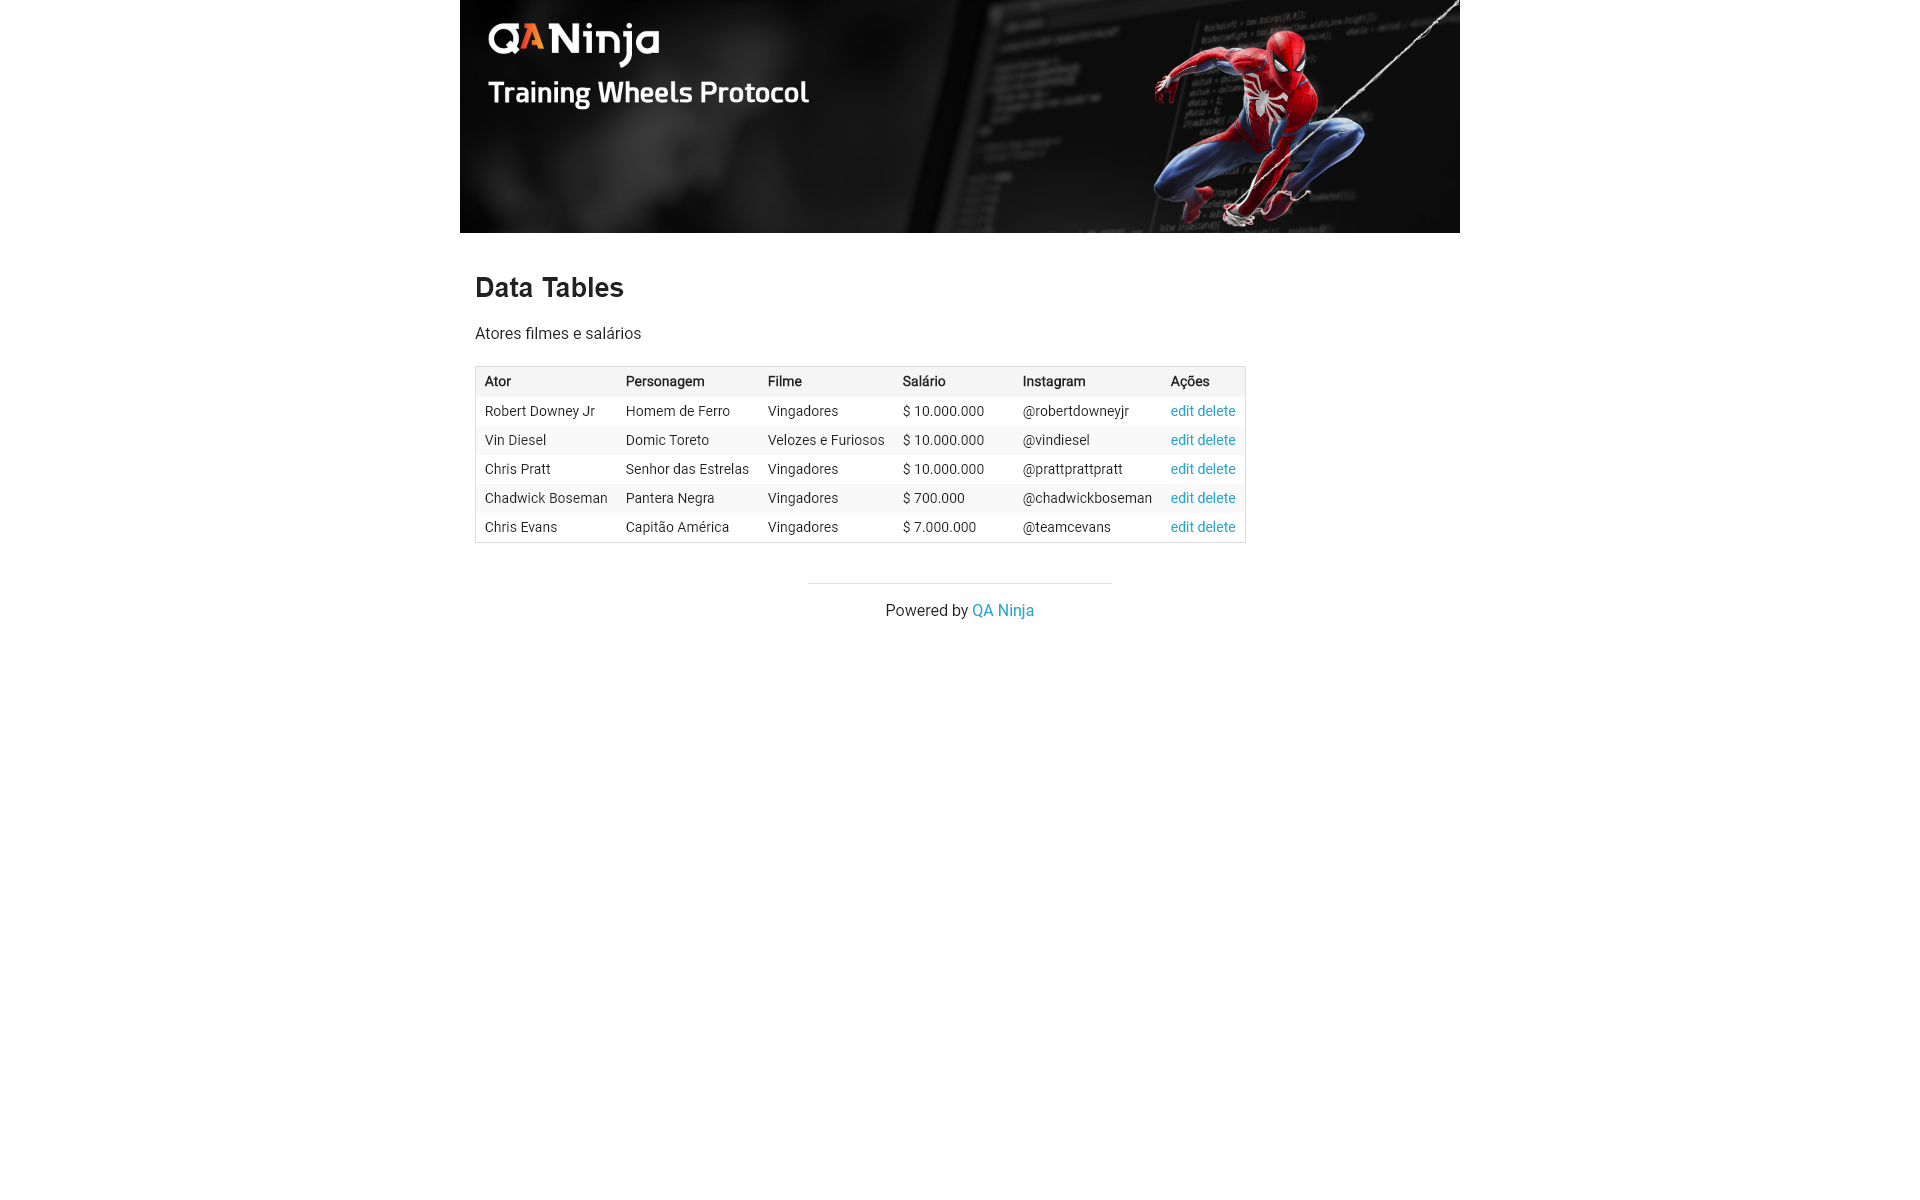 QANinja
Training Wheels Protocol
Data Tables
Atores filmes e salários
Ator Personagem Filme Salário Instagram Ações
Robert Downey Jr Homem de Ferro Vingadores $ 10.000.000 @robertdowneyjr edit delete
Vin Diesel Domic Toreto Velozes e Furiosos $ 10.000.000 @vindiesel edit delete
Chris Pratt Senhor das Estrelas Vingadores $ 10.000.000 @prattprattpratt edit delete
Chadwick Boseman Pantera Negra Vingadores $ 700.000 @chadwickboseman edit delete
Chris Evans Capitão América Vingadores $ 7.000.000 @teamcevans edit delete
Powered by QA Ninja